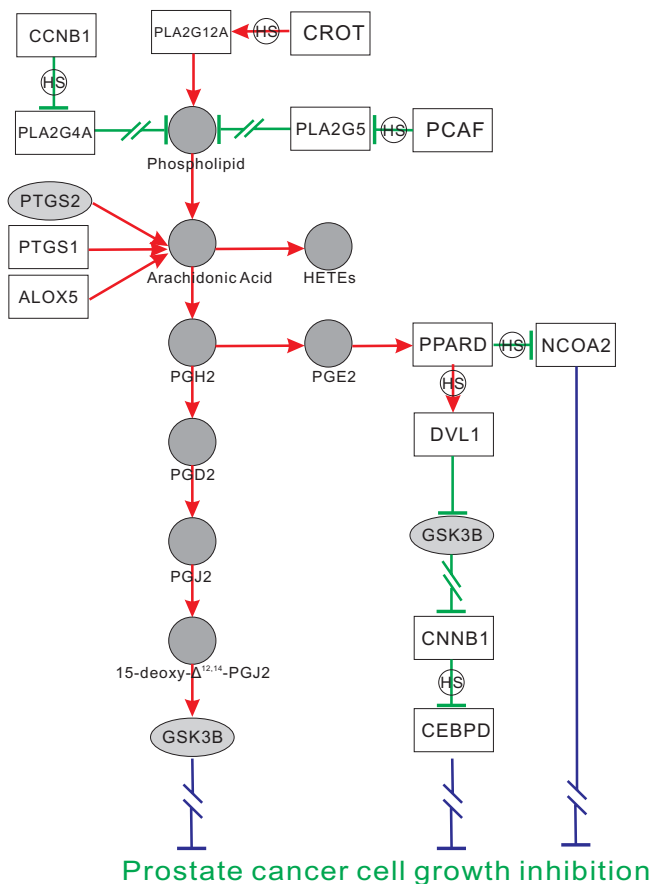 CCNB1
PLA2G12A
HS
CROT
HS
PLA2G4A
PLA2G5
HS
PCAF
Phospholipid
PTGS2
PTGS1
ALOX5
Arachidonic Acid
HETEs
PGH2
PGE2
PPARD
HS
NCOA2
HS
DVL1
PGD2
GSK3B
PGJ2
CNNB1
15-deoxy-Δ12,14-PGJ2
HS
GSK3B
CEBPD
Prostate cancer cell growth inhibition